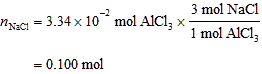 n_NaCl = 3.34 × 10⁻² mol AlCl₃ × 3 mol NaCl / 1 mol AlCl₃
= 0.100 mol